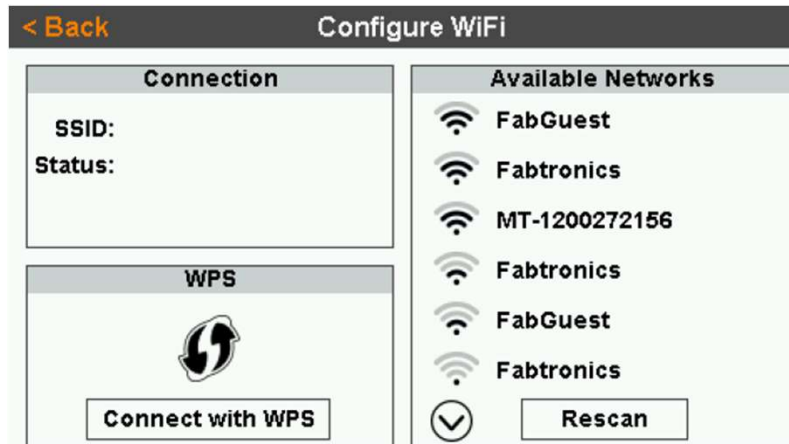 < Back
Configure WiFi
Connection
SSID:
Status:
WPS
Connect with WPS
Available Networks
FabGuest
Fabtronics
MT-1200272156
Fabtronics
FabGuest
Fabtronics
Rescan